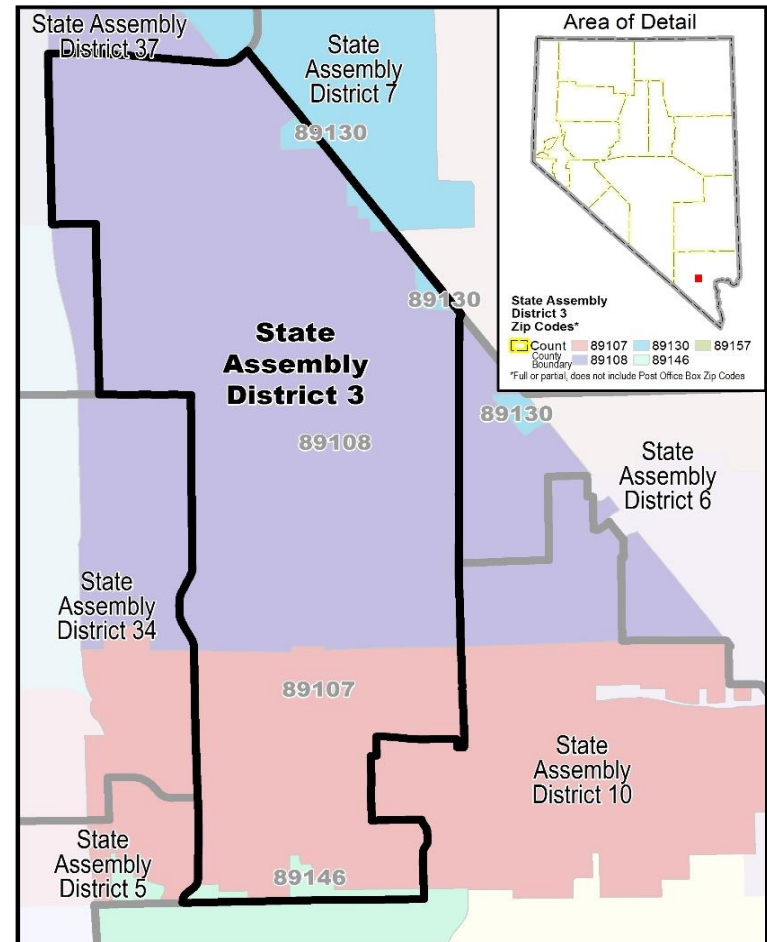 State Assembly
District 37
State
Assembly
District 7
89130
89130
State
Assembly
District 3
89130
89108
State
Assembly
District 6
State
Assembly
District 34
89107
State
Assembly
District 10
State
Assembly
District 5
89146
Area of Detail
State Assembly
District 3
Zip Codes*
Count 89107 89130 89157
County
Boundary 89108 89146
*Full or partial, does not include Post Office Box Zip Codes